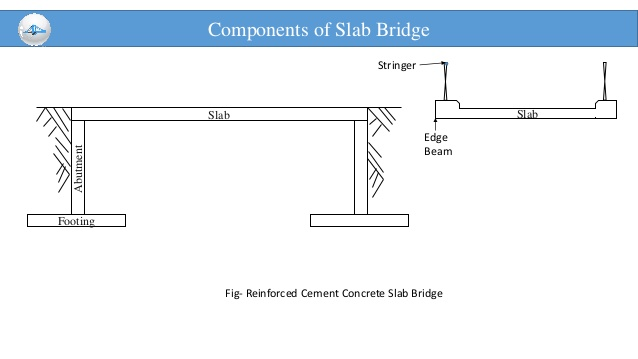 Components of Slab Bridge
Stringer
Slab
Slab
Edge
Beam
Abutment
Footing
Fig- Reinforced Cement Concrete Slab Bridge